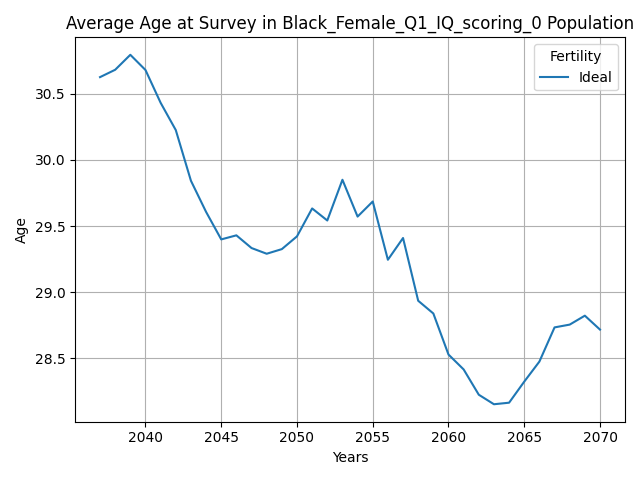 Average Age at Survey in Black_Female_Q1_IQ_scoring_0 Population
Fertility
Ideal
Age
30.5
30.0
29.5
29.0
28.5
2040 2045 2050 2055 2060 2065 2070
Years